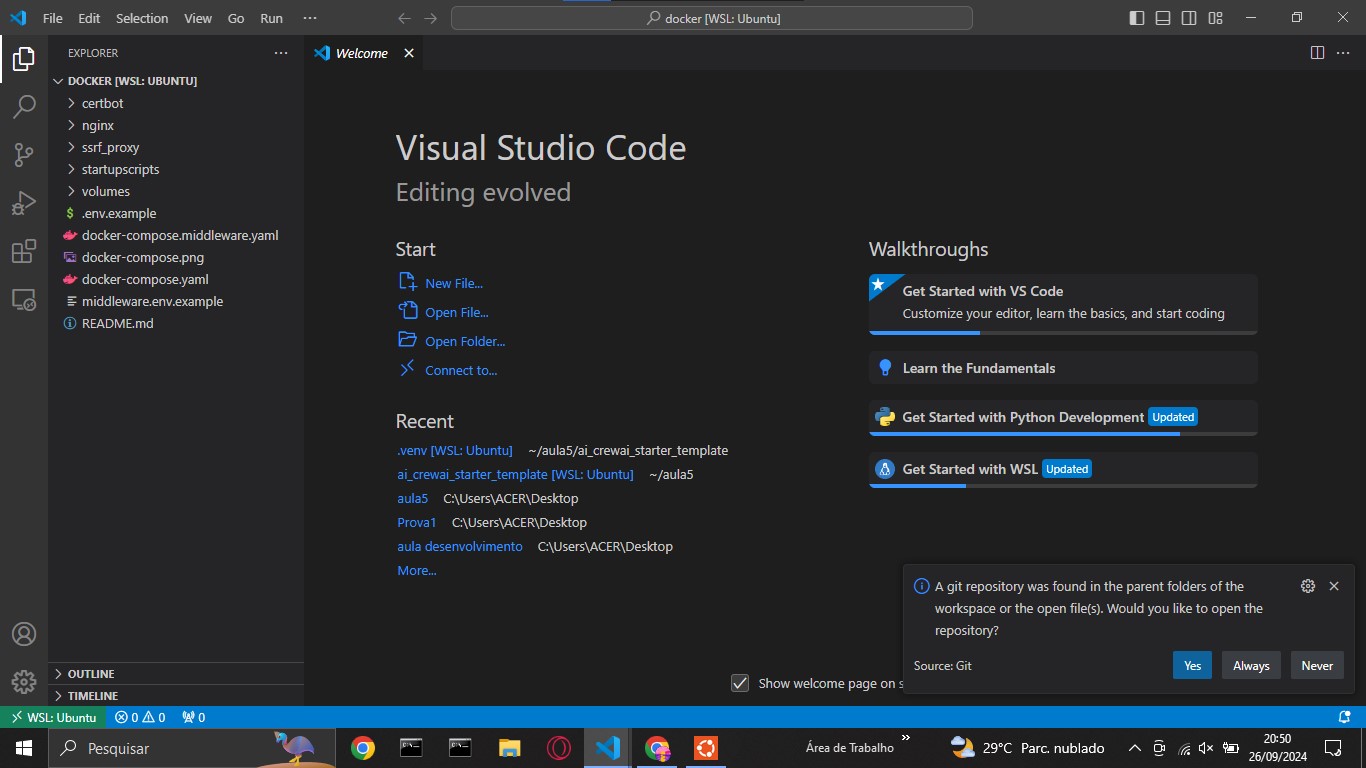 File Edit Selection View Go Run ···
docker [WSL: Ubuntu]
EXPLORER
Welcome
DOCKER [WSL: UBUNTU]
certbot
nginx
ssrf_proxy
startupscripts
volumes
.env.example
docker-compose.middleware.yaml
docker-compose.png
docker-compose.yaml
middleware.env.example
README.md
OUTLINE
TIMELINE
Visual Studio Code
Editing evolved
Start
New File...
Open File...
Open Folder...
Connect to...
Recent
.venv [WSL: Ubuntu] ~/aula5/ai_crewai_starter_template
ai_crewai_starter_template [WSL: Ubuntu] ~/aula5
aula5 C:\Users\ACER\Desktop
Prova1 C:\Users\ACER\Desktop
aula desenvolvimento C:\Users\ACER\Desktop
More...
Walkthroughs
Get Started with VS Code
Customize your editor, learn the basics, and start coding
Learn the Fundamentals
Get Started with Python Development Updated
Get Started with WSL Updated
A git repository was found in the parent folders of the
workspace or the open file(s). Would you like to open the
repository?
Source: Git
Yes Always Never
Show welcome page on s
WSL: Ubuntu 0 0 0
Pesquisar
Área de Trabalho
29°C Parc. nublado
20:50
26/09/2024